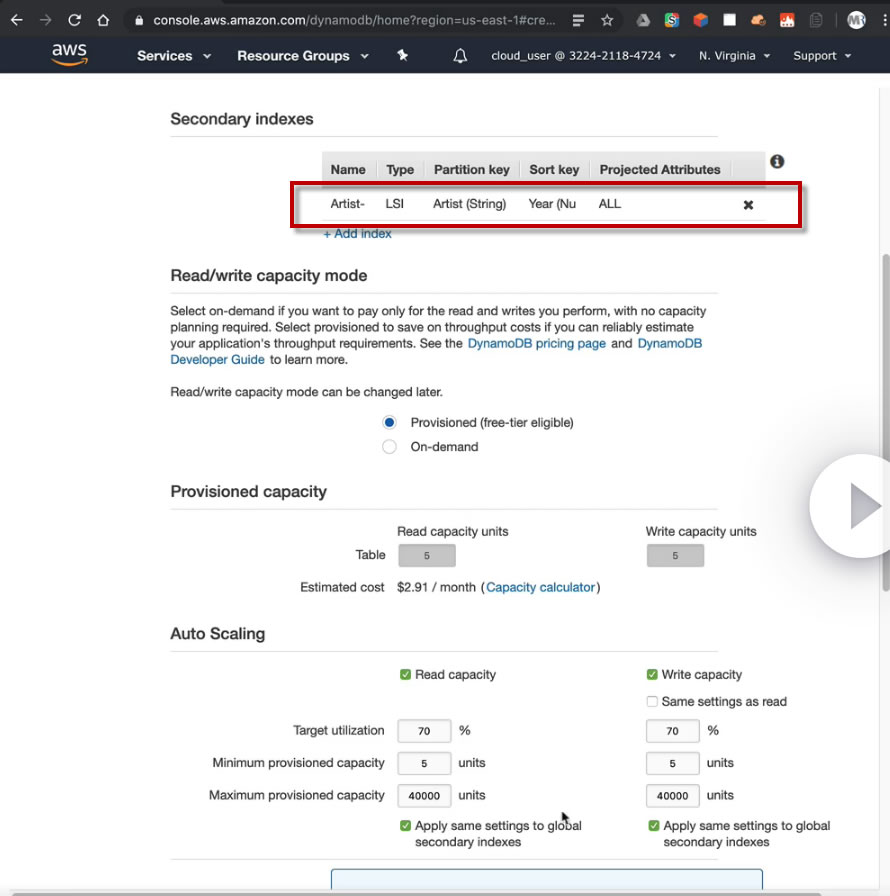 console.aws.amazon.com/dynamodb/home?region=us-east-1#cre...
aws
Services
Resource Groups
cloud_user @ 3224-2118-4724
N. Virginia
Support
Secondary indexes
Name Type Partition key Sort key Projected Attributes
Artist- LSI Artist (String) Year (Nu ALL
+ Add index
Read/write capacity mode
Select on-demand if you want to pay only for the read and writes you perform, with no capacity
planning required. Select provisioned to save on throughput costs if you can reliably estimate
your application's throughput requirements. See the DynamoDB pricing page and DynamoDB
Developer Guide to learn more.
Read/write capacity mode can be changed later.
Provisioned (free-tier eligible)
On-demand
Provisioned capacity
Read capacity units Write capacity units
Table 5 5
Estimated cost $2.91 / month (Capacity calculator)
Auto Scaling
Read capacity Write capacity
Same settings as read
Target utilization 70 % 70 %
Minimum provisioned capacity 5 units 5 units
Maximum provisioned capacity 40000 units 40000 units
Apply same settings to global Apply same settings to global
secondary indexes secondary indexes